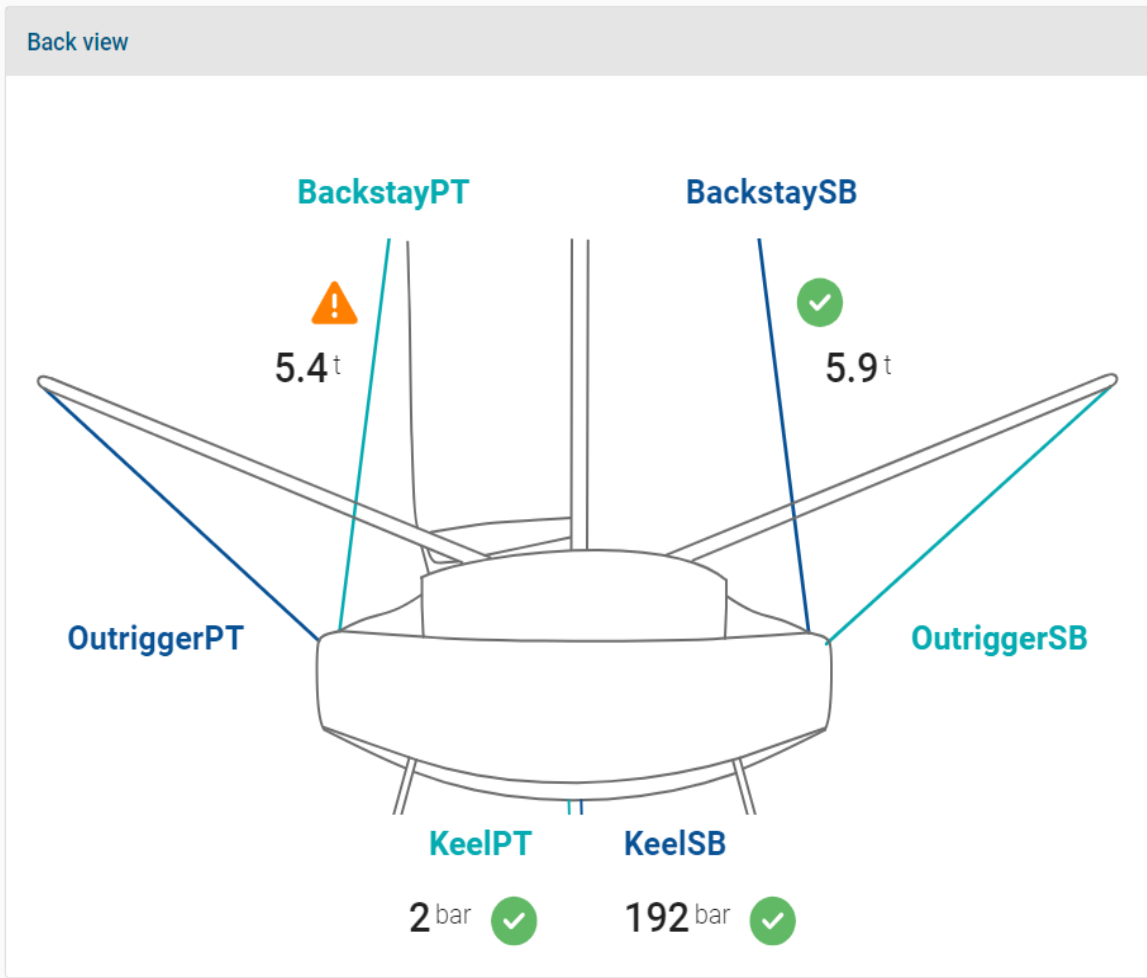 Back view
BackstayPT BackstaySB
5.4 t 5.9 t
OutriggerPT OutriggerSB
KeelPT KeelSB
2 bar 192 bar